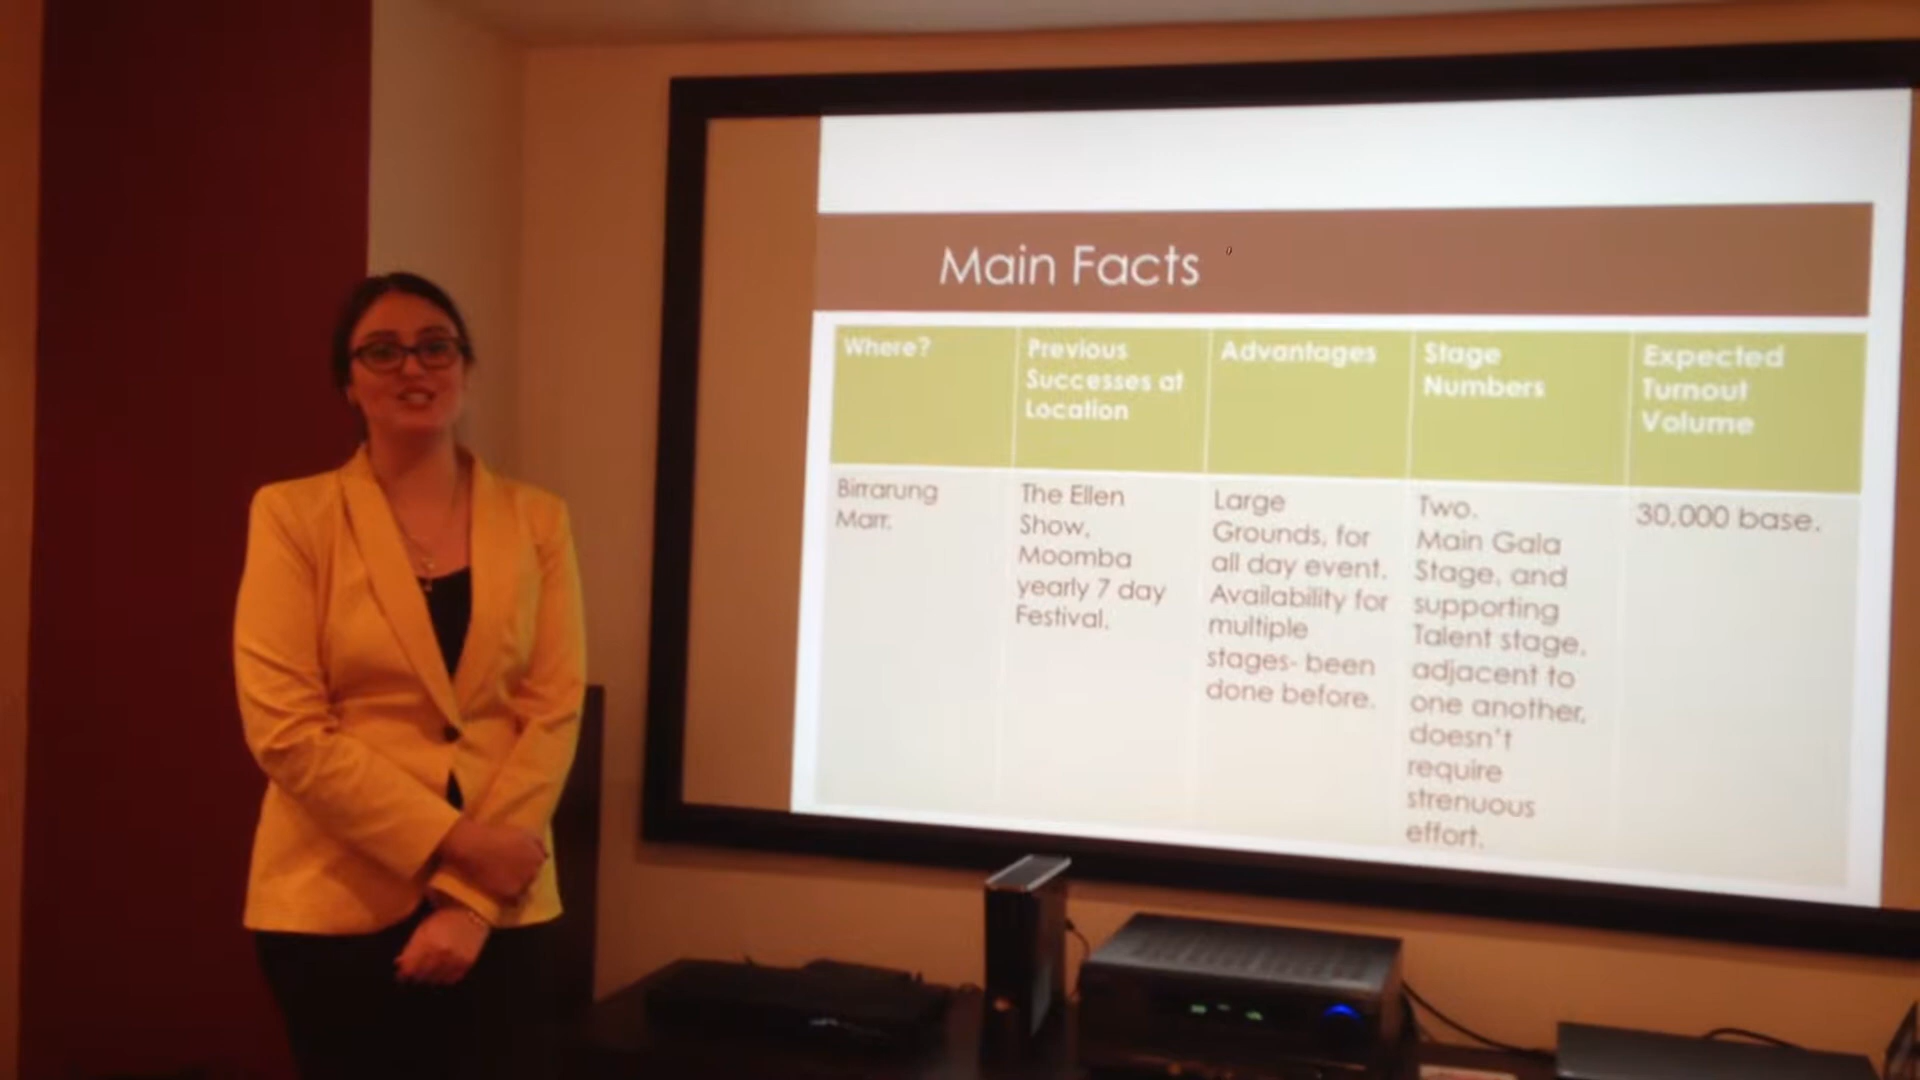 Main Facts
Where?
Previous
Successes at
Location
Advantages
Stage
Numbers
Expected
Turnout
Volume
Birrarung
Marr.
The Ellen
Show,
Moomba
yearly 7 day
Festival.
Large
Grounds, for
all day event.
Availability for
multiple
stages- been
done before.
Two.
Main Gala
Stage, and
supporting
Talent stage,
adjacent to
one another,
doesn't
require
strenuous
effort.
30,000 base.